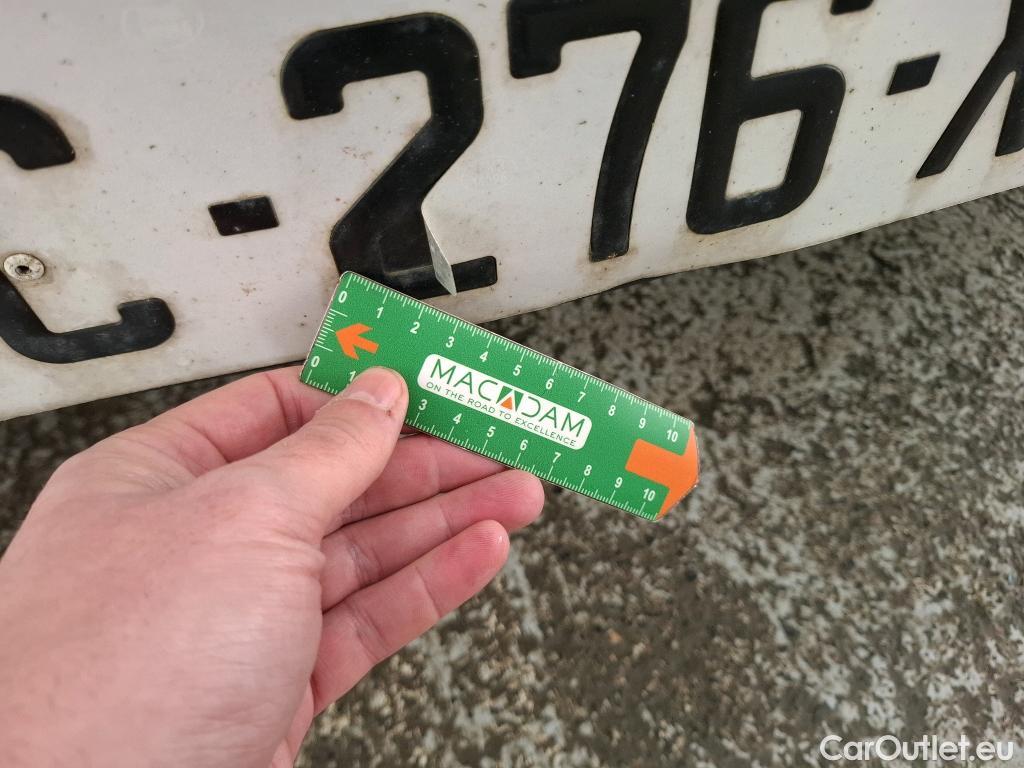 C-276-
0 1 2 3 4 5 6 7 8 9 10
MACADAM
ON THE ROAD TO EXCELLENCE
0 1 3 4 5 6 7 8 9 10
CarOutlet.eu